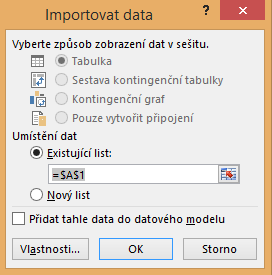 Importovat data
?
Vyberte způsob zobrazení dat v sešitu.
Tabulka
Sestava kontingenční tabulky
Kontingenční graf
Pouze vytvořit připojení
Umístění dat
Existující list:
=$A$1
Nový list
Přidat tahle data do datového modelu
Vlastnosti...
OK
Storno